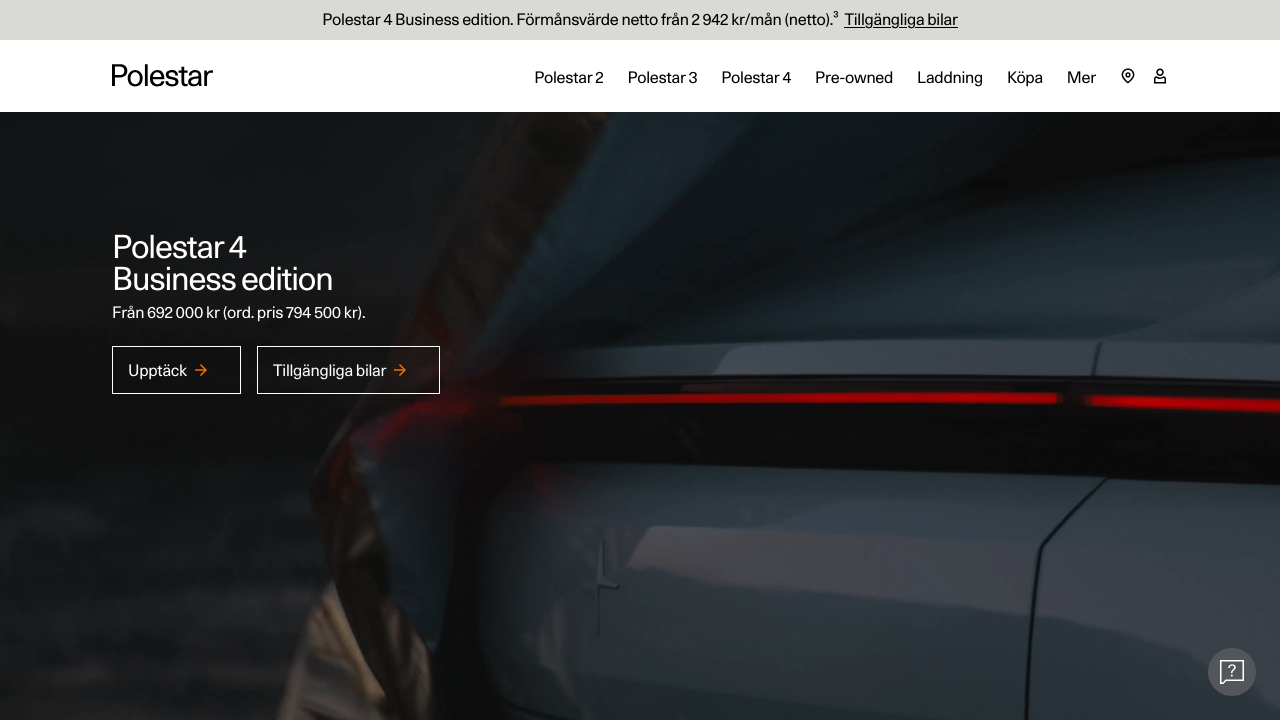 Polestar 4 Business edition. Förmånsvärde netto från 2 942 kr/mån (netto).³ Tillgängliga bilar
Polestar
Polestar 2 Polestar 3 Polestar 4 Pre-owned Laddning Köpa Mer
Polestar 4
Business edition
Från 692 000 kr (ord. pris 794 500 kr).
Upptäck
Tillgängliga bilar